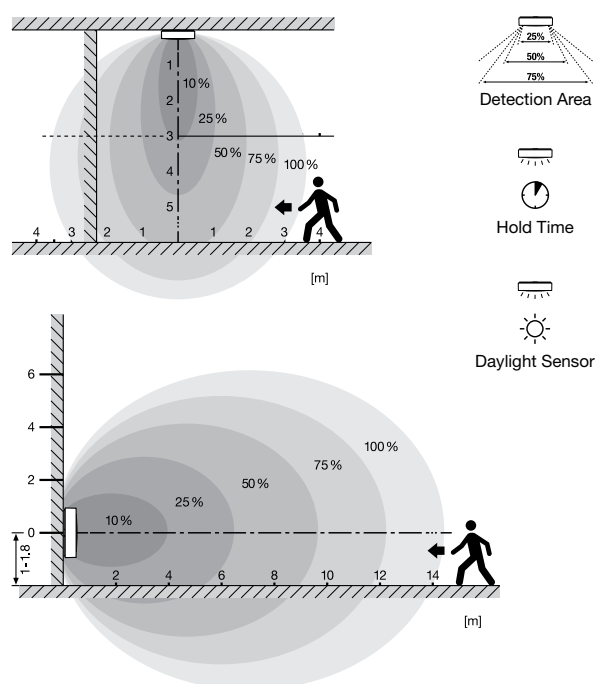 1
10 %
2
25 %
3
50 % 75 % 100 %
4
5
4 3 2 1 1 2 3 4
[m]
25%
50%
75%
Detection Area
Hold Time
Daylight Sensor
6
4
2
0
1-1.8
100 %
75 %
50 %
25 %
10 %
2 4 6 8 10 12 14
[m]